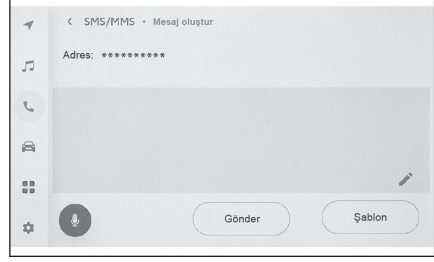 < SMS/MMS • Mesaj oluştur
Adres: **********
Gönder
Şablon